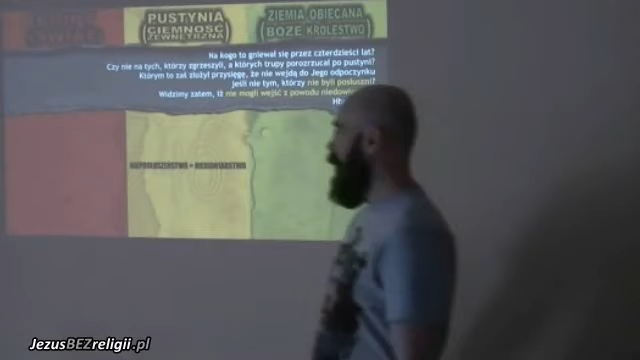 PUSTYNIA
(CIEMNOŚĆ
ZEWNĘTRZNA)
ZIEMIA OBIECANA
(BOŻE KRÓLESTWO)
Na kogo to gniewał się przez czterdzieści lat?
Czy nie na tych, którzy zgrzeszyli, a których trupy porozrzucał po pustyni?
Którym to zaś złożył przysięgę, że nie wejdą do Jego odpoczynku
jeśli nie tym, którzy nie byli posłuszni?
Widzimy zatem, iż nie mogli wejść z powodu
NIEPOSŁUSZEŃSTWO = NIEDOWIARSTWO
JezusBEZreligii.pl